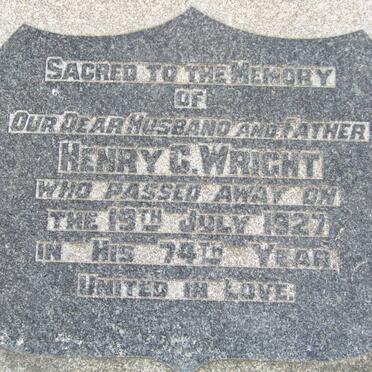 Sacred to the Memory
of
Our Dear Husband and Father
Henry C. Wright
who passed away on
the 19th July 1927
in His 74th Year.
United in Love.